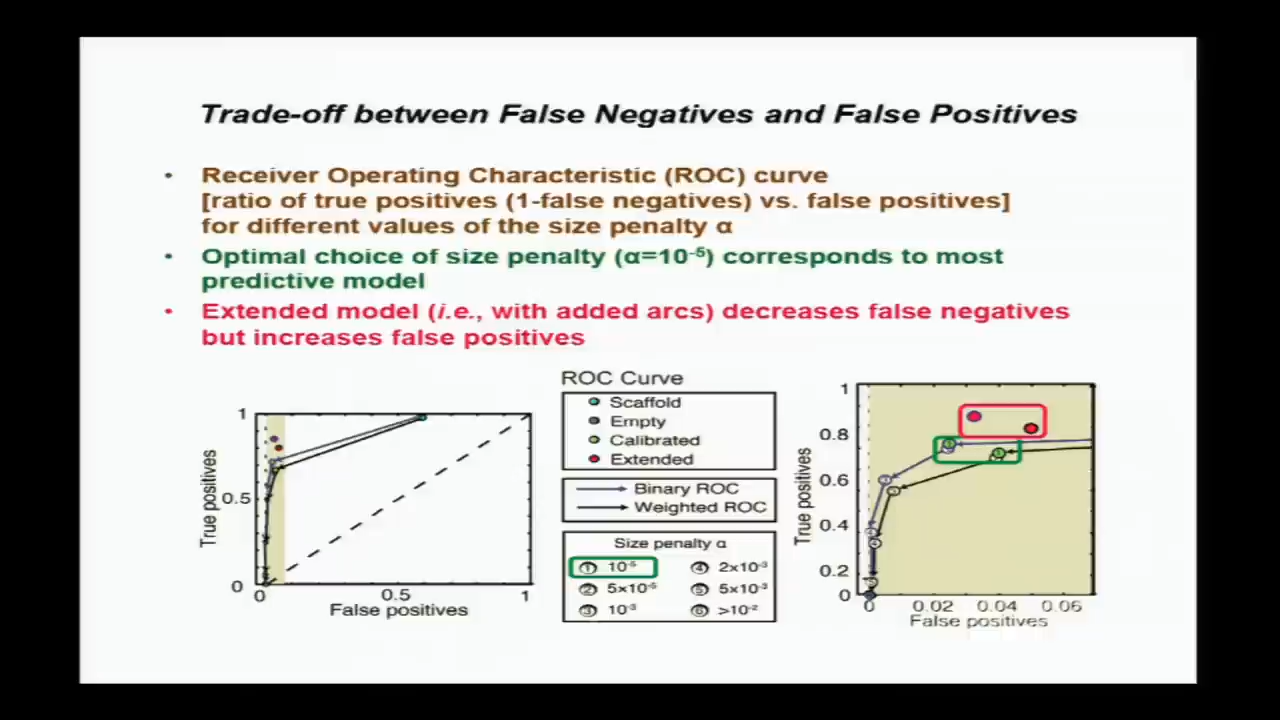 Trade-off between False Negatives and False Positives
• Receiver Operating Characteristic (ROC) curve
[ratio of true positives (1-false negatives) vs. false positives]
for different values of the size penalty α
• Optimal choice of size penalty (α=10⁻⁵) corresponds to most
predictive model
• Extended model (i.e., with added arcs) decreases false negatives
but increases false positives
1
0.5
0
0
0.5
1
True positives
False positives
ROC Curve
Scaffold
Empty
Calibrated
Extended
Binary ROC
Weighted ROC
Size penalty α
① 10⁻⁵
④ 2x10⁻³
② 5x10⁻⁵
⑤ 5x10⁻³
③ 10⁻³
⑥ >10⁻²
1
0.8
0.6
0.4
0.2
0
0
0.02
0.04
0.06
True positives
False positives